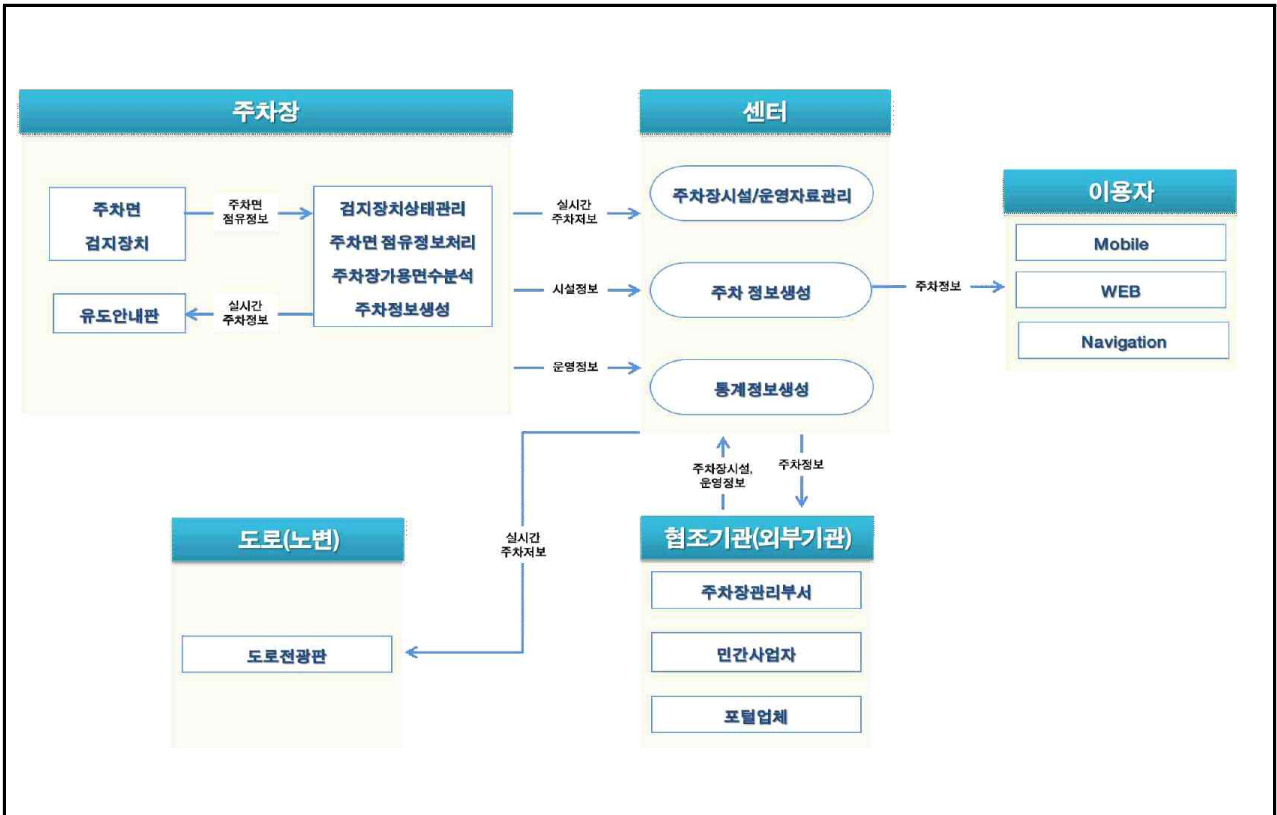 주차장
주차면
검지장치
주차면
점유정보
검지장치상태관리
주차면 점유정보처리
주차장가용면수분석
주차정보생성
유도안내판
실시간
주차정보
실시간
주차저보
시설정보
운영정보
센터
주차장시설/운영자료관리
주차 정보생성
통계정보생성
주차정보
이용자
Mobile
WEB
Navigation
주차장시설,
운영정보
주차정보
실시간
주차저보
도로(노변)
도로전광판
협조기관(외부기관)
주차장관리부서
민간사업자
포털업체